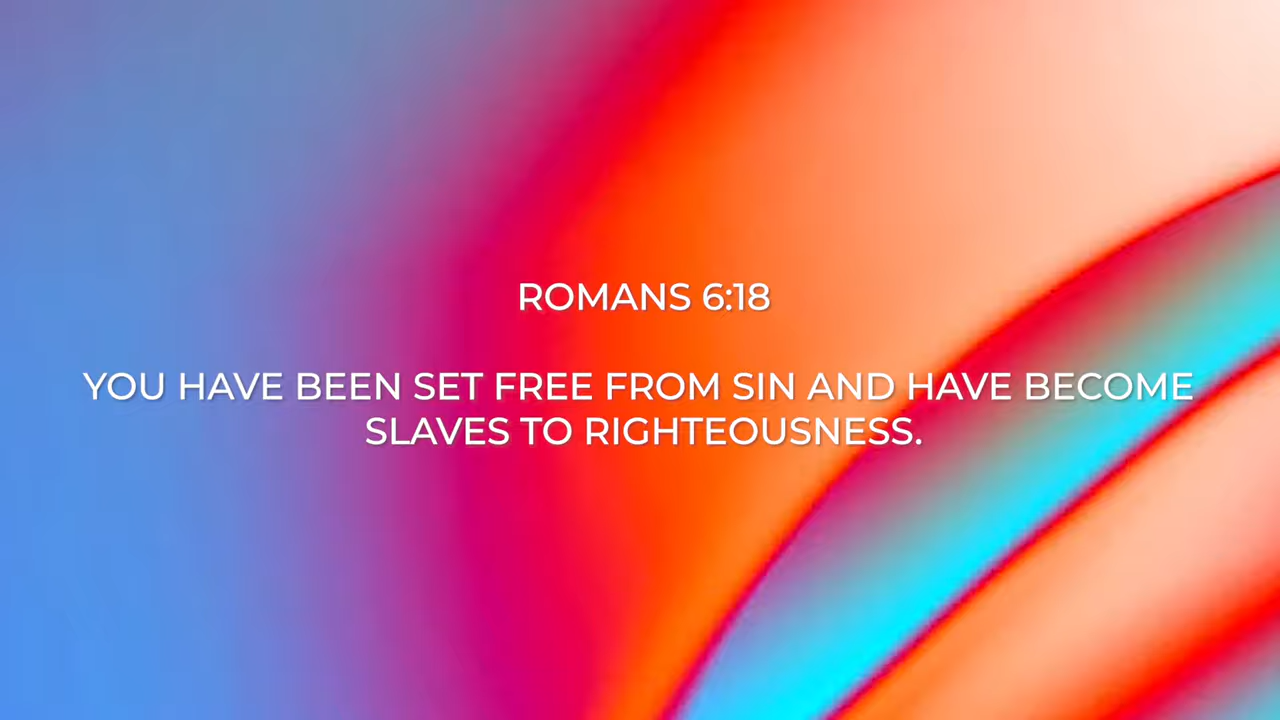 ROMANS 6:18
YOU HAVE BEEN SET FREE FROM SIN AND HAVE BECOME
SLAVES TO RIGHTEOUSNESS.